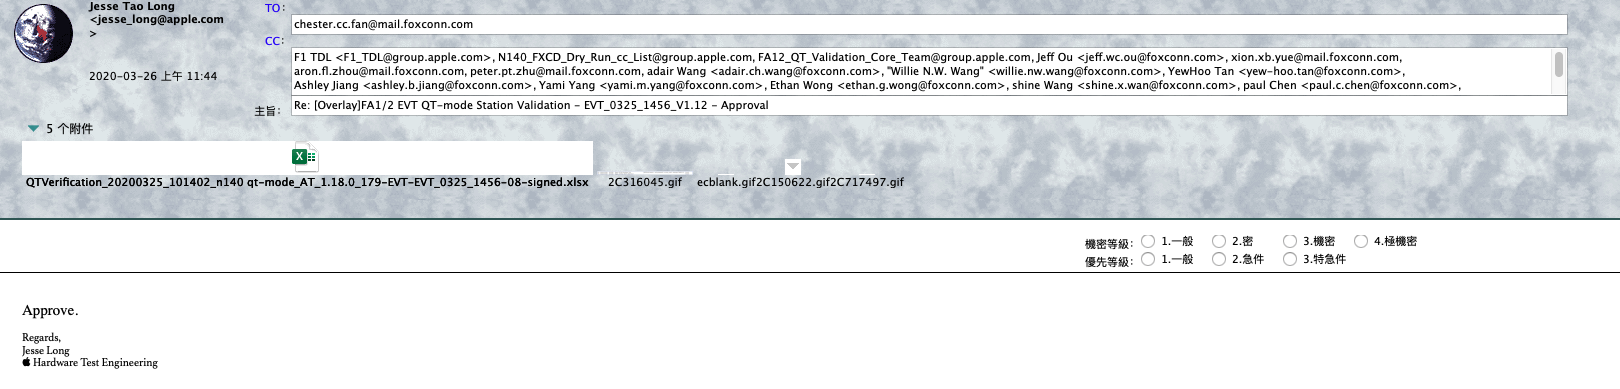 Jesse Tao Long
<jesse_long@apple.com
>
2020-03-26 上午 11:44
TO:
chester.cc.fan@mail.foxconn.com
CC:
F1 TDL <F1_TDL@group.apple.com>, N140_FXCD_Dry_Run_cc_List@group.apple.com, FA12_QT_Validation_Core_Team@group.apple.com, Jeff Ou <jeff.wc.ou@foxconn.com>, xion.xb.yue@mail.foxconn.com,
aron.fl.zhou@mail.foxconn.com, peter.pt.zhu@mail.foxconn.com, adair Wang <adair.ch.wang@foxconn.com>, "Willie N.W. Wang" <willie.nw.wang@foxconn.com>, YewHoo Tan <yew-hoo.tan@foxconn.com>,
Ashley Jiang <ashley.b.jiang@foxconn.com>, Yami Yang <yami.m.yang@foxconn.com>, Ethan Wong <ethan.g.wong@foxconn.com>, shine Wang <shine.x.wan@foxconn.com>, paul Chen <paul.c.chen@foxconn.com>,
主旨: Re: [Overlay]FA1/2 EVT QT-mode Station Validation - EVT_0325_1456_V1.12 - Approval
5 个附件
QTVerification_20200325_101402_n140 qt-mode_AT_1.18.0_179-EVT-EVT_0325_1456-08-signed.xlsx 2C316045.gif ecblank.gif2C150622.gif2C717497.gif
機密等級: 1.一般 2.密 3.機密 4.極機密
優先等級: 1.一般 2.急件 3.特急件
Approve.
Regards,
Jesse Long
Hardware Test Engineering